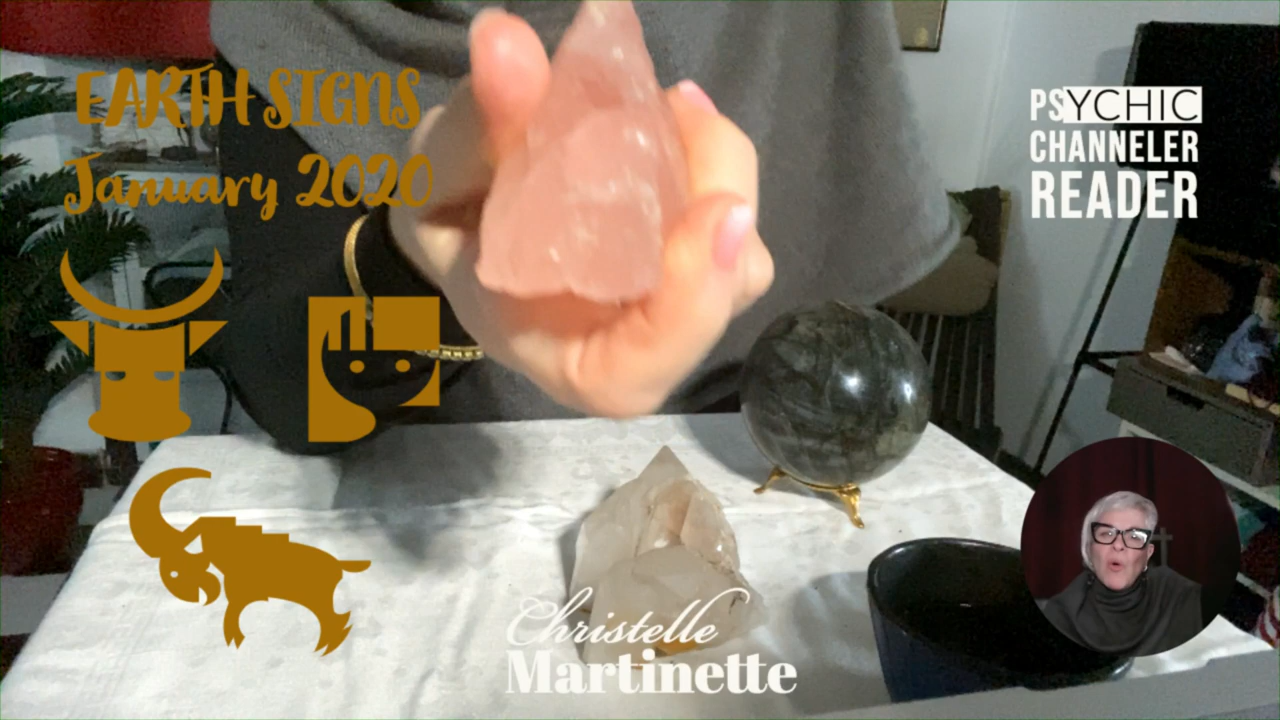 EARTH SIGNS
January 2020
PSYCHIC
CHANNELER
READER
Christelle
Martinette